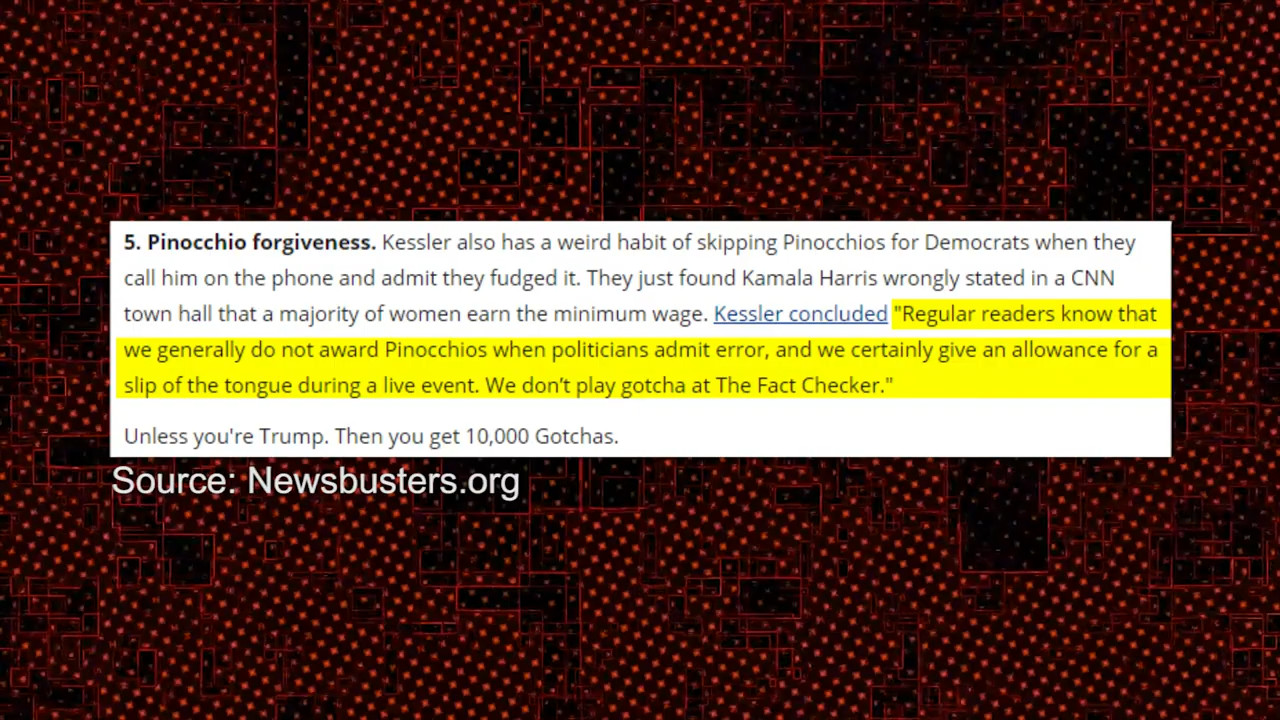 5. Pinocchio forgiveness. Kessler also has a weird habit of skipping Pinocchios for Democrats when they
call him on the phone and admit they fudged it. They just found Kamala Harris wrongly stated in a CNN
town hall that a majority of women earn the minimum wage. Kessler concluded "Regular readers know that
we generally do not award Pinocchios when politicians admit error, and we certainly give an allowance for a
slip of the tongue during a live event. We don’t play gotcha at The Fact Checker."
Unless you're Trump. Then you get 10,000 Gotchas.
Source: Newsbusters.org